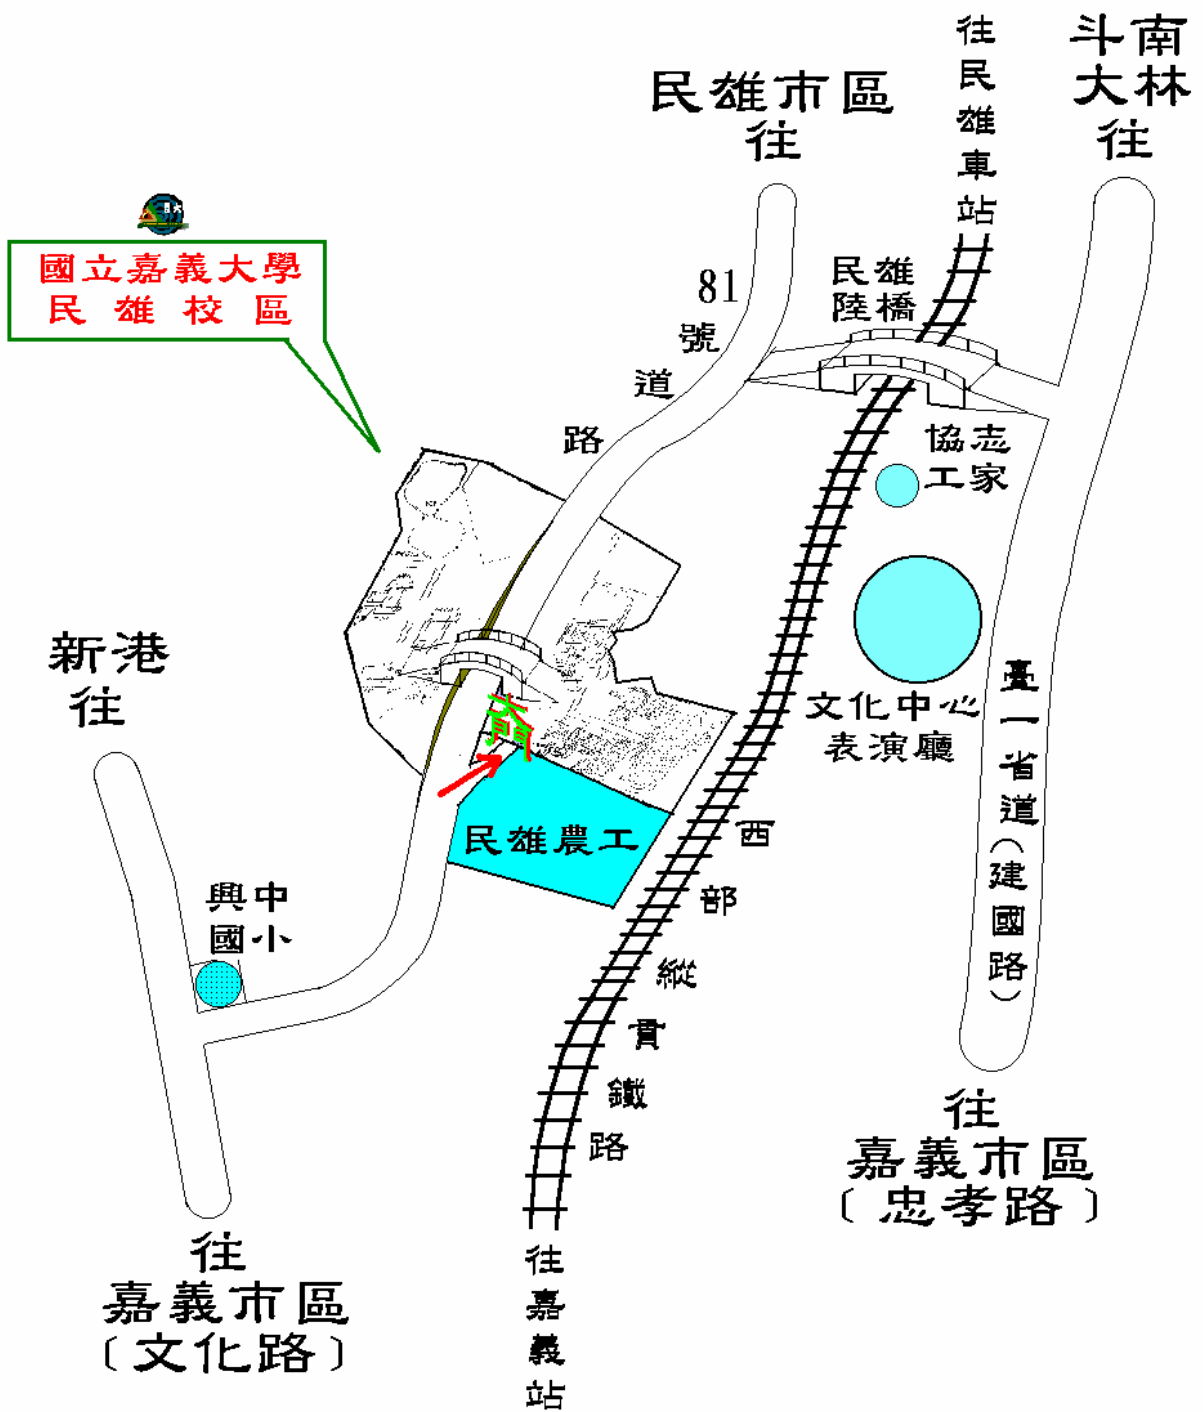 斗南
大林
往
往民雄車站
民雄市區
往
國立嘉義大學
民雄校區
81號道路
民雄
陸橋
協志
工家
文化中心
表演廳
新港
往
大門
民雄農工
臺一省道(建國路)
西部縱貫鐵路
興中
國小
往
嘉義市區
(忠孝路)
往
嘉義市區
(文化路)
往嘉義站